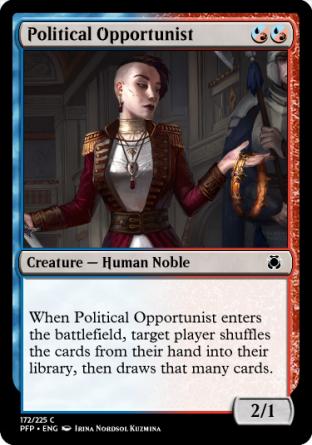 Political Opportunist
Creature — Human Noble
When Political Opportunist enters
the battlefield, target player shuffles
the cards from their hand into their
library, then draws that many cards.
2/1
172/225 C
PFP • ENG Irina Nordsol Kuzmina